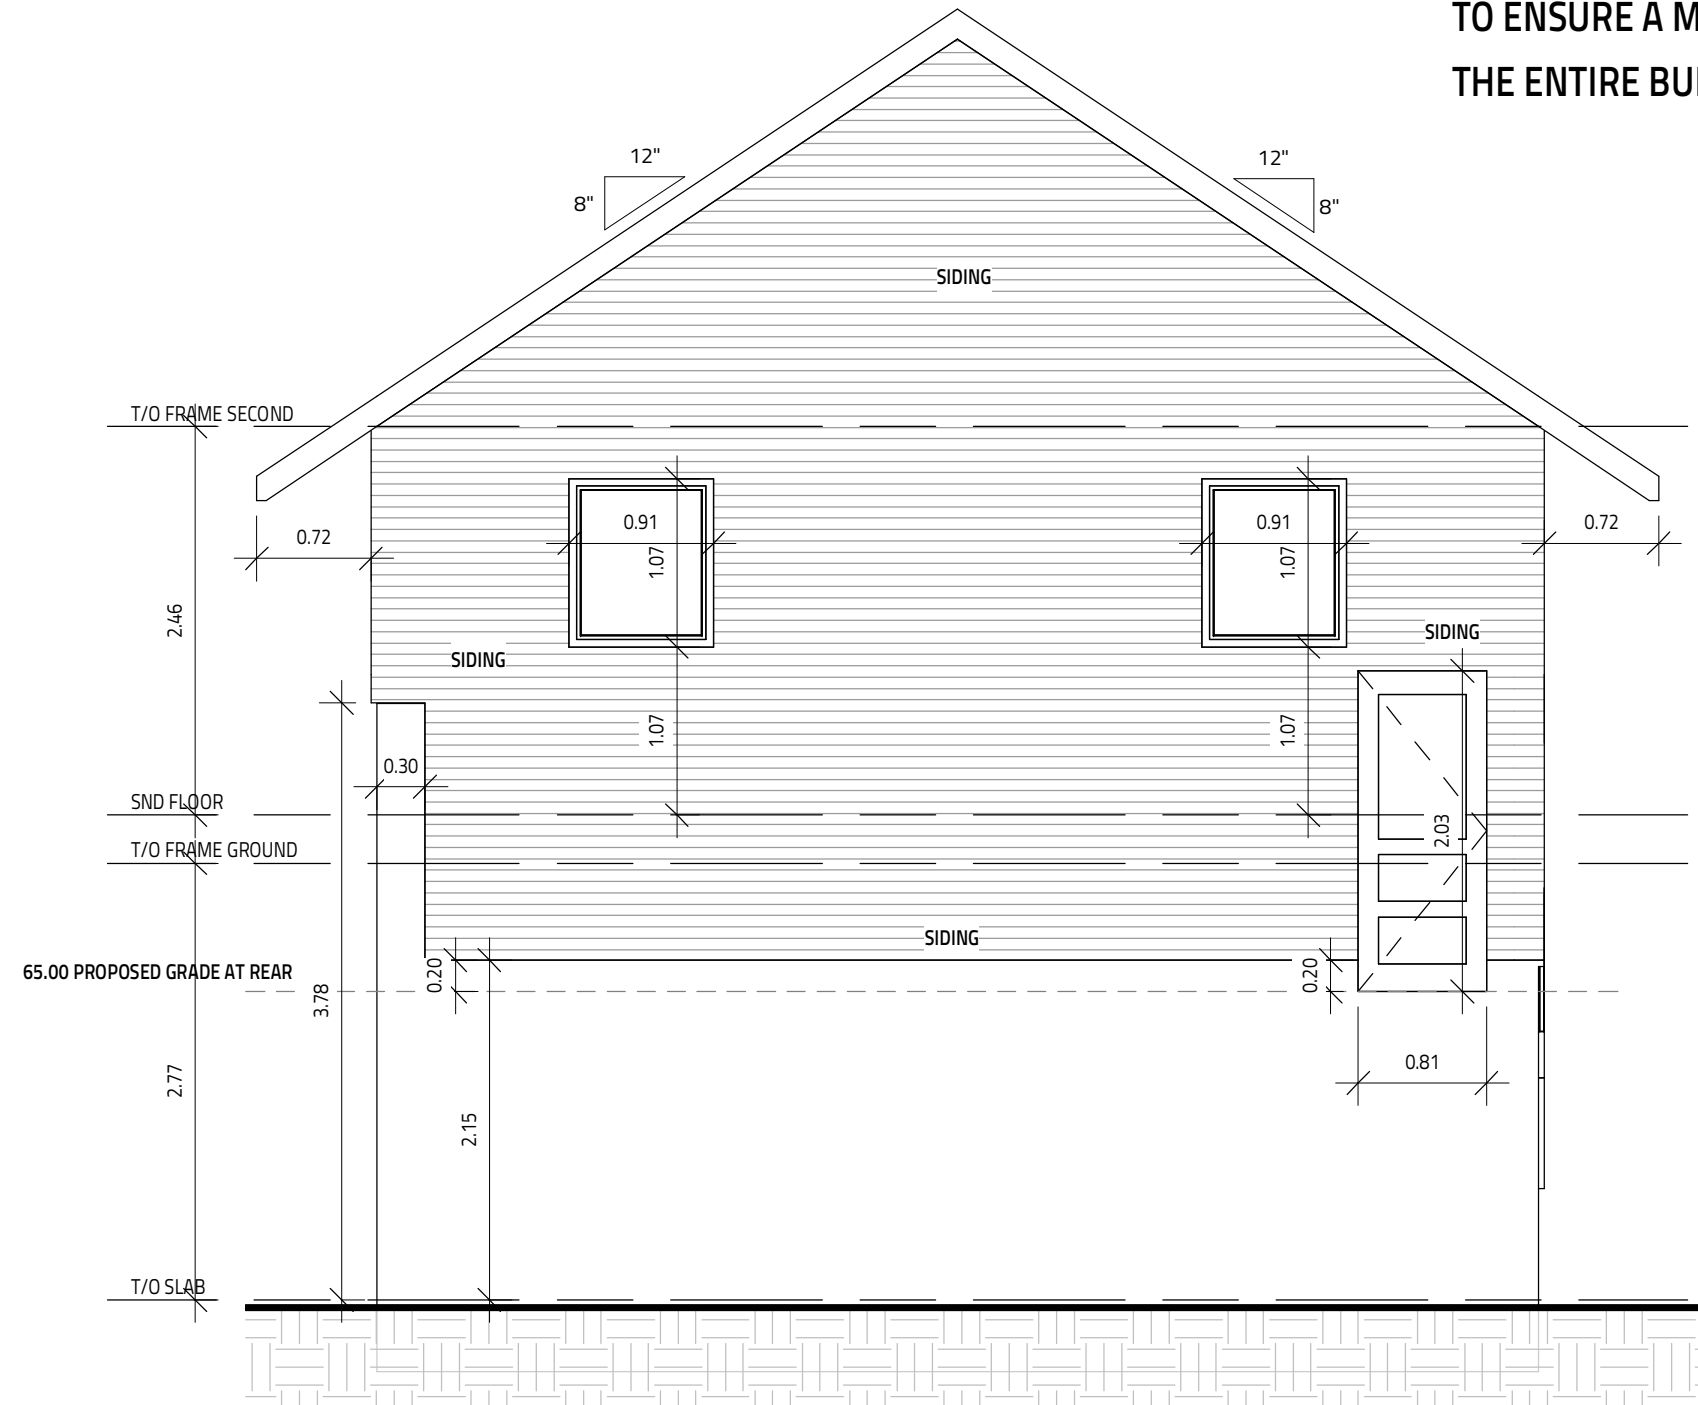 TO ENSURE A M
THE ENTIRE BUI
12"
12"
8"
8"
SIDING
T/O FRAME SECOND
0.91
0.91
0.72
0.72
1.07
1.07
2.46
SIDING
SIDING
1.07
1.07
0.30
SND FLOOR
2.03
T/O FRAME GROUND
SIDING
65.00 PROPOSED GRADE AT REAR
0.20
0.20
3.78
0.81
2.77
2.15
T/O SLAB